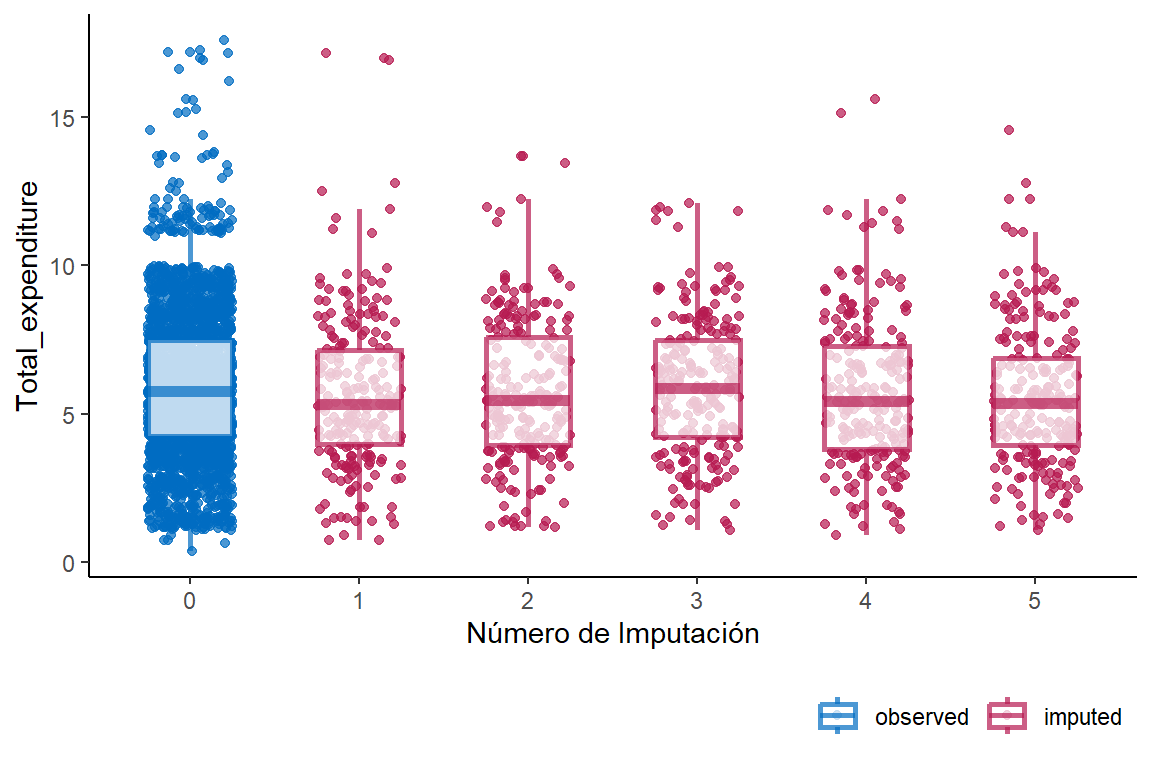 Total_expenditure
15
10
5
0
0 1 2 3 4 5
Número de Imputación
observed imputed